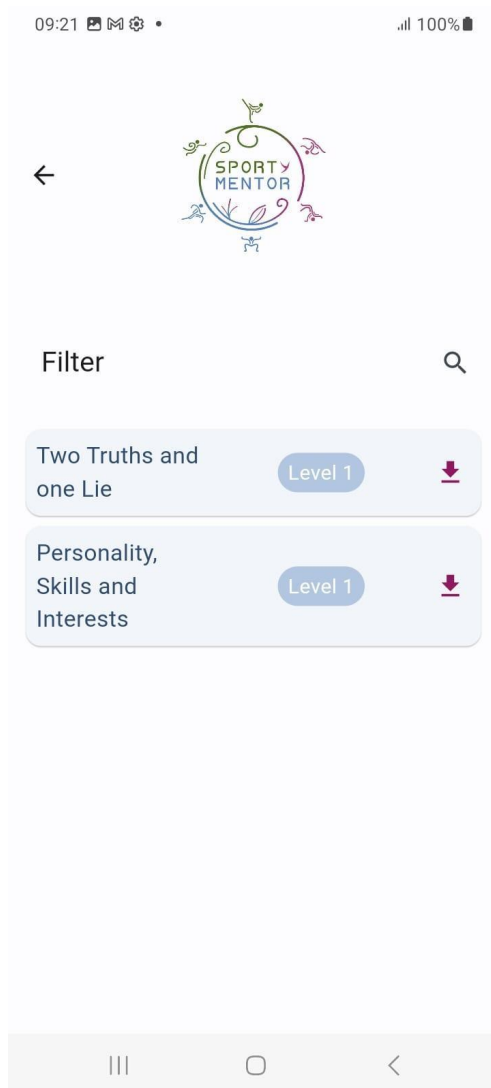 09:21
100%
SPORTY
MENTOR
Filter
Two Truths and
one Lie
Level 1
Personality,
Skills and
Interests
Level 1